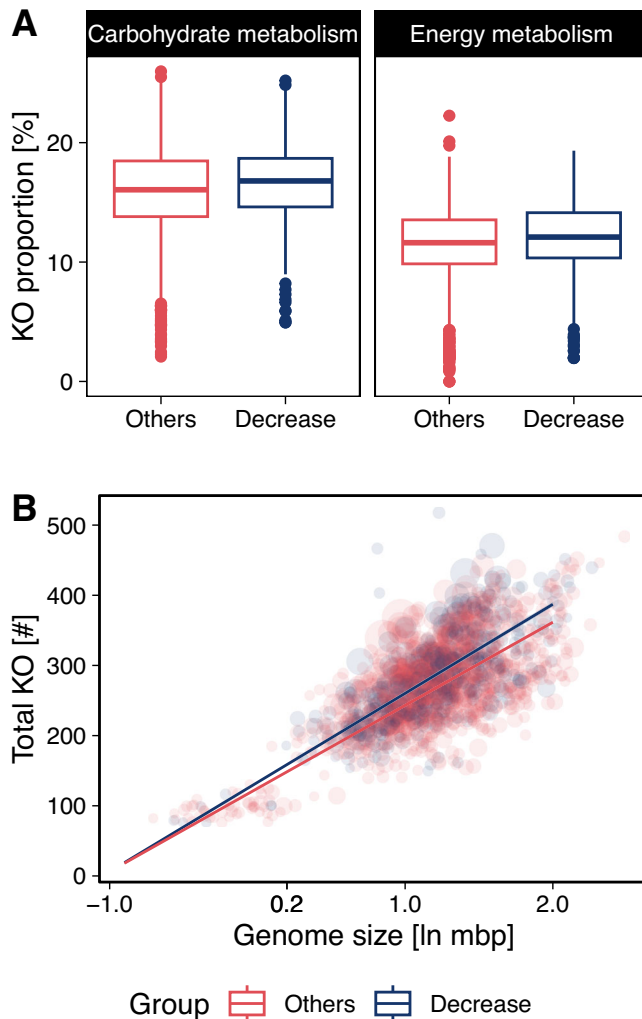 A
Carbohydrate metabolism
Energy metabolism
KO proportion [%]
20
10
0
Others
Decrease
Others
Decrease
B
Total KO [#]
500
400
300
200
100
0
−1.0
0.2
1.0
2.0
Genome size [ln mbp]
Group
Others
Decrease